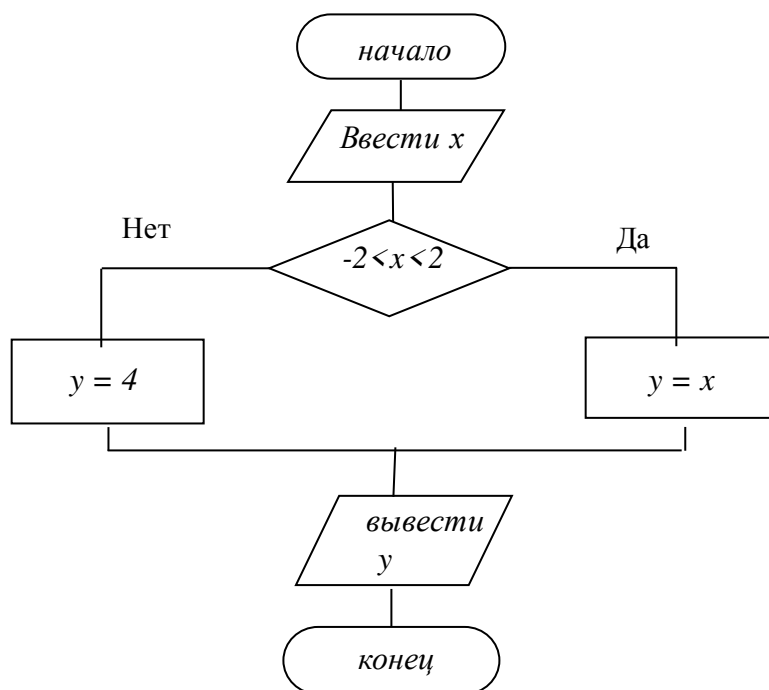 начало
Ввести x
Нет
Да
-2<x<2
y = 4
y = x
вывести
y
конец